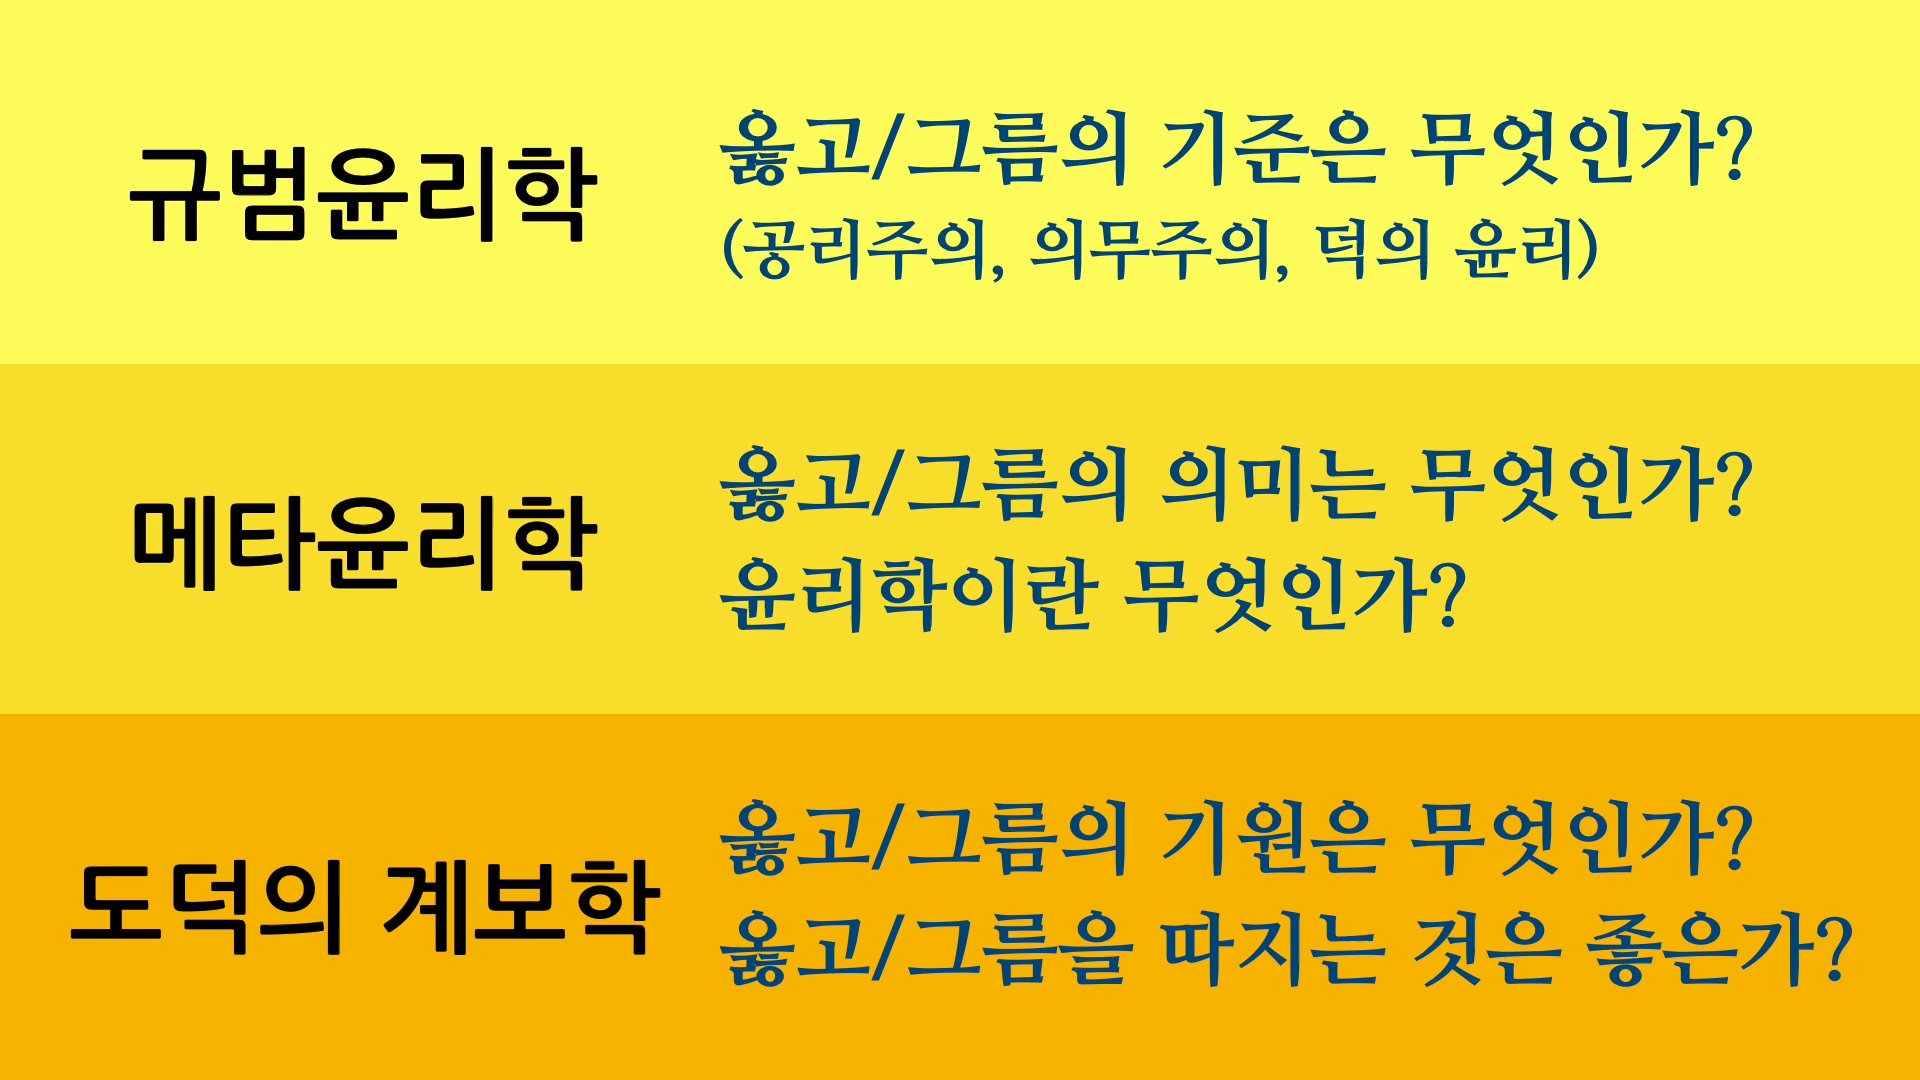 규범윤리학
옳고/그름의 기준은 무엇인가?
(공리주의, 의무주의, 덕의 윤리)
메타윤리학
옳고/그름의 의미는 무엇인가?
윤리학이란 무엇인가?
도덕의 계보학
옳고/그름의 기원은 무엇인가?
옳고/그름을 따지는 것은 좋은가?